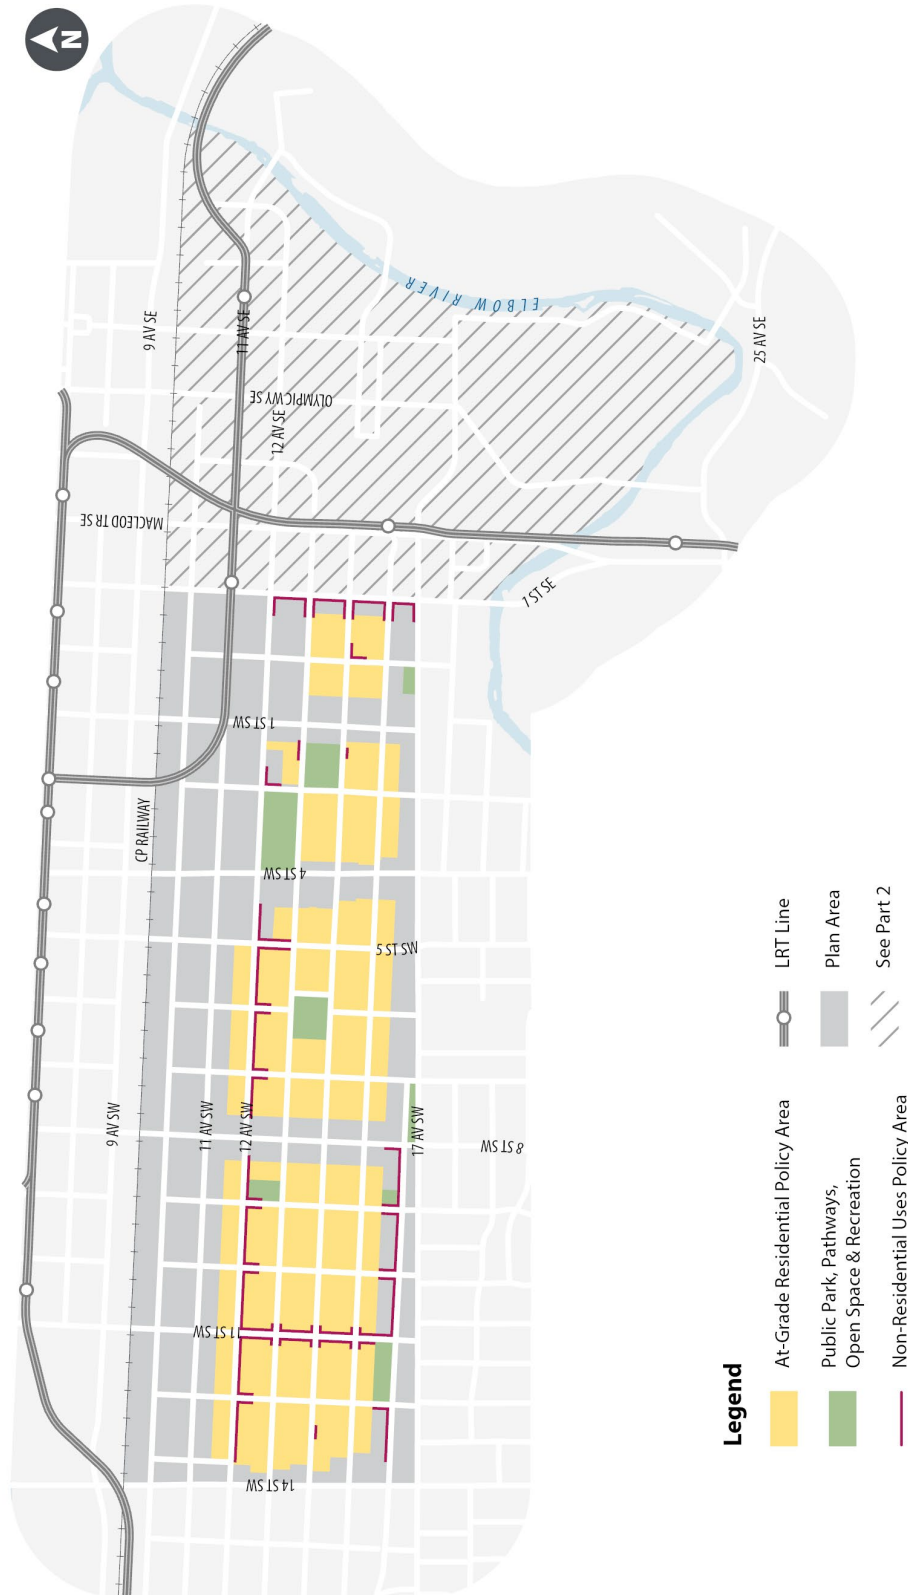 N
9 AV SE
11 AV SE
ELBOW RIVER
25 AV SE
OLYMPIC WY SE
12 AV SE
MACLEOD TR SE
1 ST SE
1 ST SW
CP RAILWAY
4 ST SW
5 ST SW
9 AV SW
11 AV SW
12 AV SW
17 AV SW
8 ST SW
11 ST SW
14 ST SW
Legend
At-Grade Residential Policy Area
Public Park, Pathways,
Open Space & Recreation
Non-Residential Uses Policy Area
LRT Line
Plan Area
See Part 2